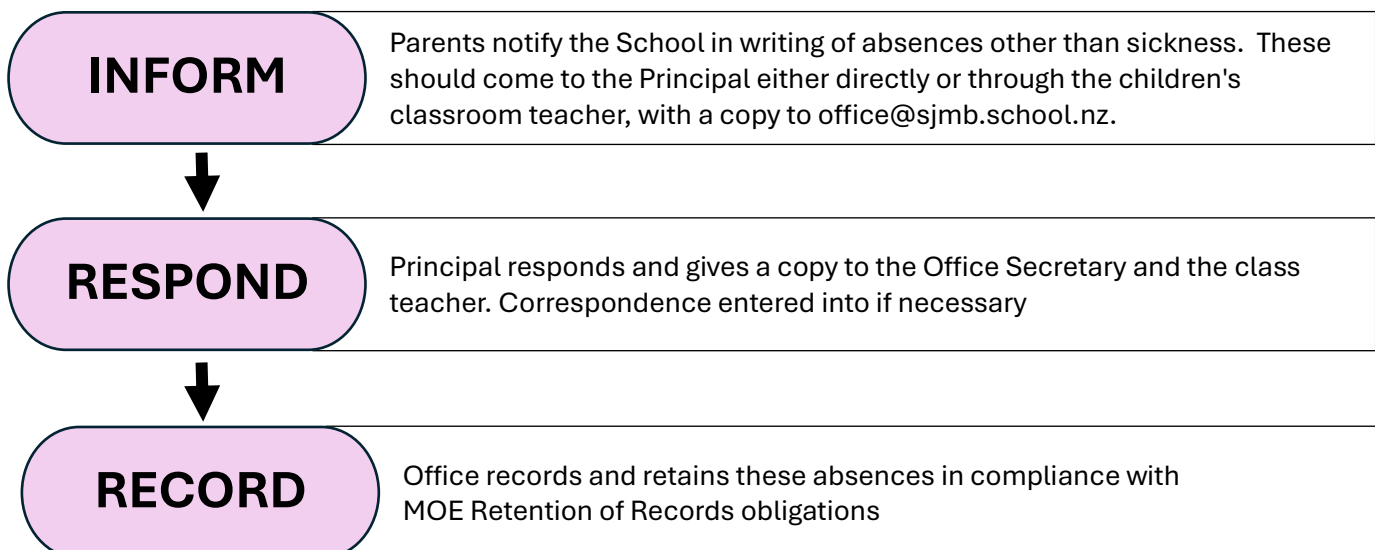 INFORM
Parents notify the School in writing of absences other than sickness.  These
should come to the Principal either directly or through the children's
classroom teacher, with a copy to office@sjmb.school.nz.
RESPOND
Principal responds and gives a copy to the Office Secretary and the class
teacher. Correspondence entered into if necessary
RECORD
Office records and retains these absences in compliance with
MOE Retention of Records obligations